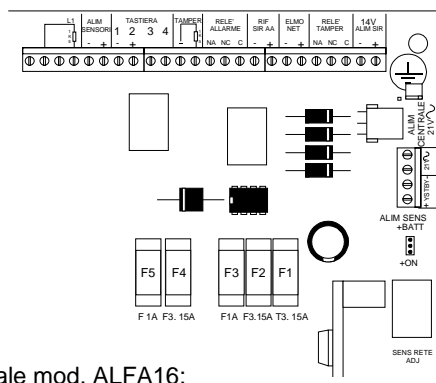 L1 ALIM TASTIERA TAMPER RELE' RIF ELMO RELE' 14V
SENSORI 1 2 3 4 ALLARME SIR AA NET TAMPER ALIM SIR
- + NA NC C - + - + NA NC C - +
ALIM
CENTRALE
21V
21V
+ YSTBY-
ALIM SENS
+BATT
+ON
F5 F4 F3 F2 F1
F 1A F3. 15A F1A F3.15A T3. 15A
SENS RETE
ADJ
ale mod. ALFA16: